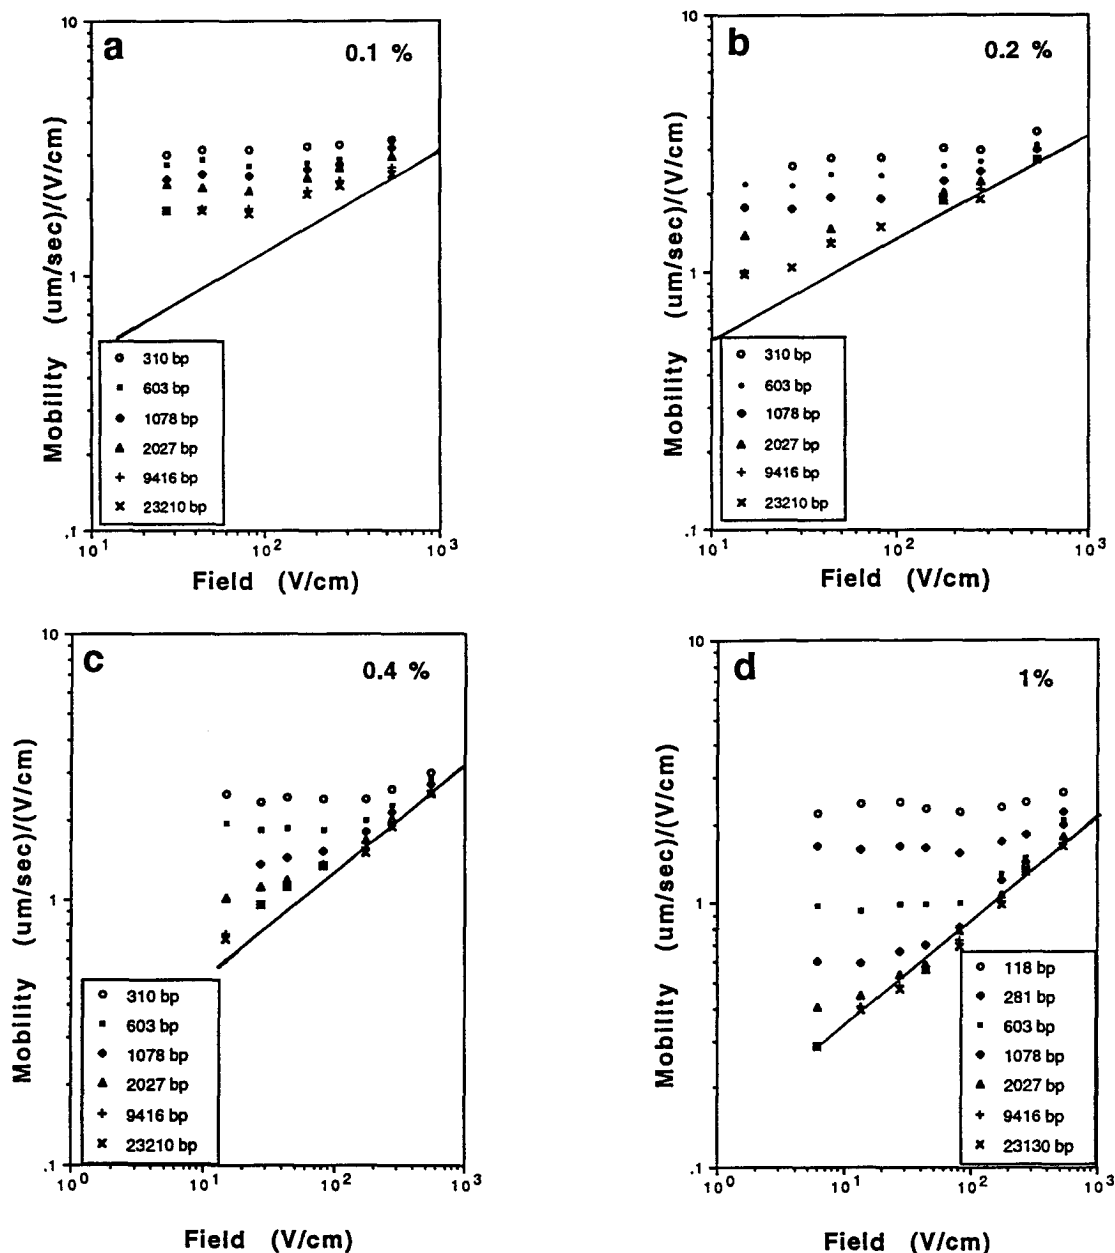 a
0.1 %
10
1
.1
10^1
10^2
10^3
Mobility (um/sec)/(V/cm)
Field (V/cm)
310 bp
603 bp
1078 bp
2027 bp
9416 bp
23210 bp
b
0.2 %
10
1
.1
10^1
10^2
10^3
Mobility (um/sec)/(V/cm)
Field (V/cm)
310 bp
603 bp
1078 bp
2027 bp
9416 bp
23210 bp
c
0.4 %
10
1
.1
10^0
10^1
10^2
10^3
Mobility (um/sec)/(V/cm)
Field (V/cm)
310 bp
603 bp
1078 bp
2027 bp
9416 bp
23210 bp
d
1%
10
1
.1
10^0
10^1
10^2
10^3
Mobility (um/sec)/(V/cm)
Field (V/cm)
118 bp
281 bp
603 bp
1078 bp
2027 bp
9416 bp
23130 bp